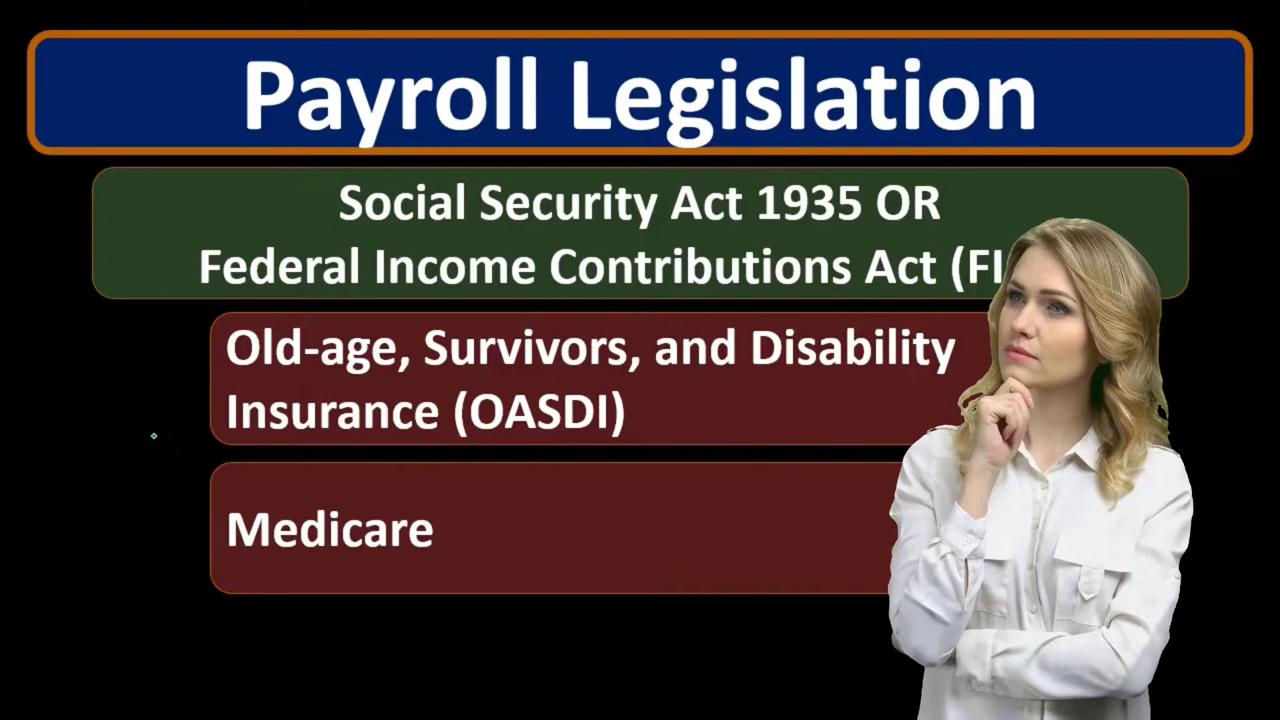 Payroll Legislation
Social Security Act 1935 OR
Federal Income Contributions Act (FI
Old-age, Survivors, and Disability
Insurance (OASDI)
Medicare